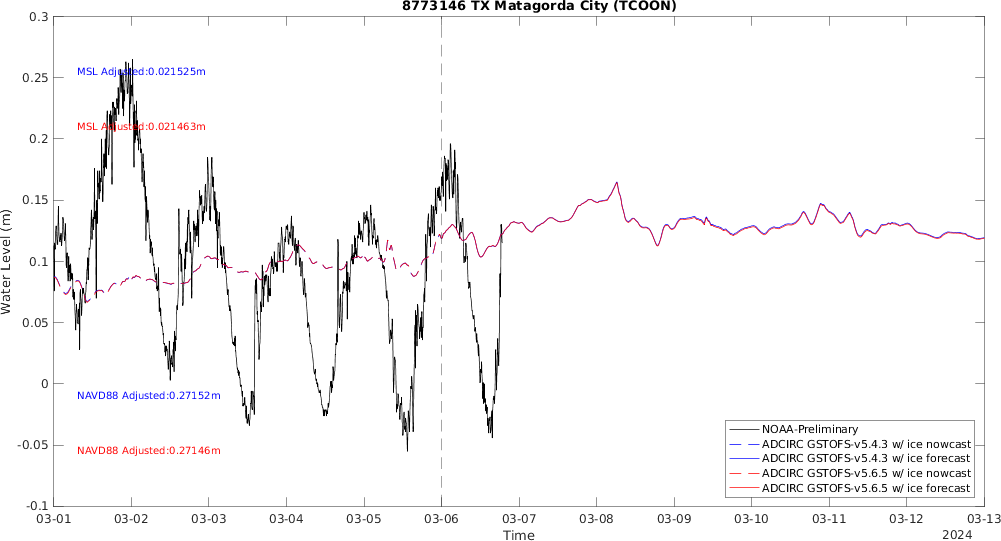 8773146 TX Matagorda City (TCOON)
0.3
0.25
0.2
0.15
0.1
0.05
0
-0.05
-0.1
Water Level (m)
MSL Adjusted:0.021525m
MSL Adjusted:0.021463m
NAVD88 Adjusted:0.27152m
NAVD88 Adjusted:0.27146m
NOAA-Preliminary
ADCIRC GSTOFS-v5.4.3 w/ ice nowcast
ADCIRC GSTOFS-v5.4.3 w/ ice forecast
ADCIRC GSTOFS-v5.6.5 w/ ice nowcast
ADCIRC GSTOFS-v5.6.5 w/ ice forecast
03-01 03-02 03-03 03-04 03-05 03-06 03-07 03-08 03-09 03-10 03-11 03-12 03-13
Time
2024